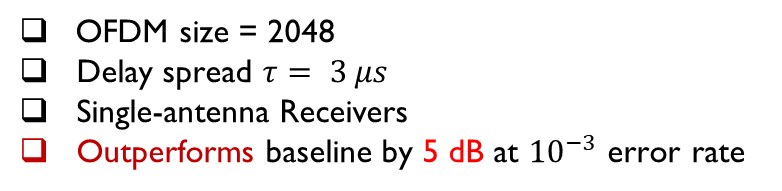 ❑ OFDM size = 2048
❑ Delay spread τ = 3 μs
❑ Single-antenna Receivers
❑ Outperforms baseline by 5 dB at 10⁻³ error rate